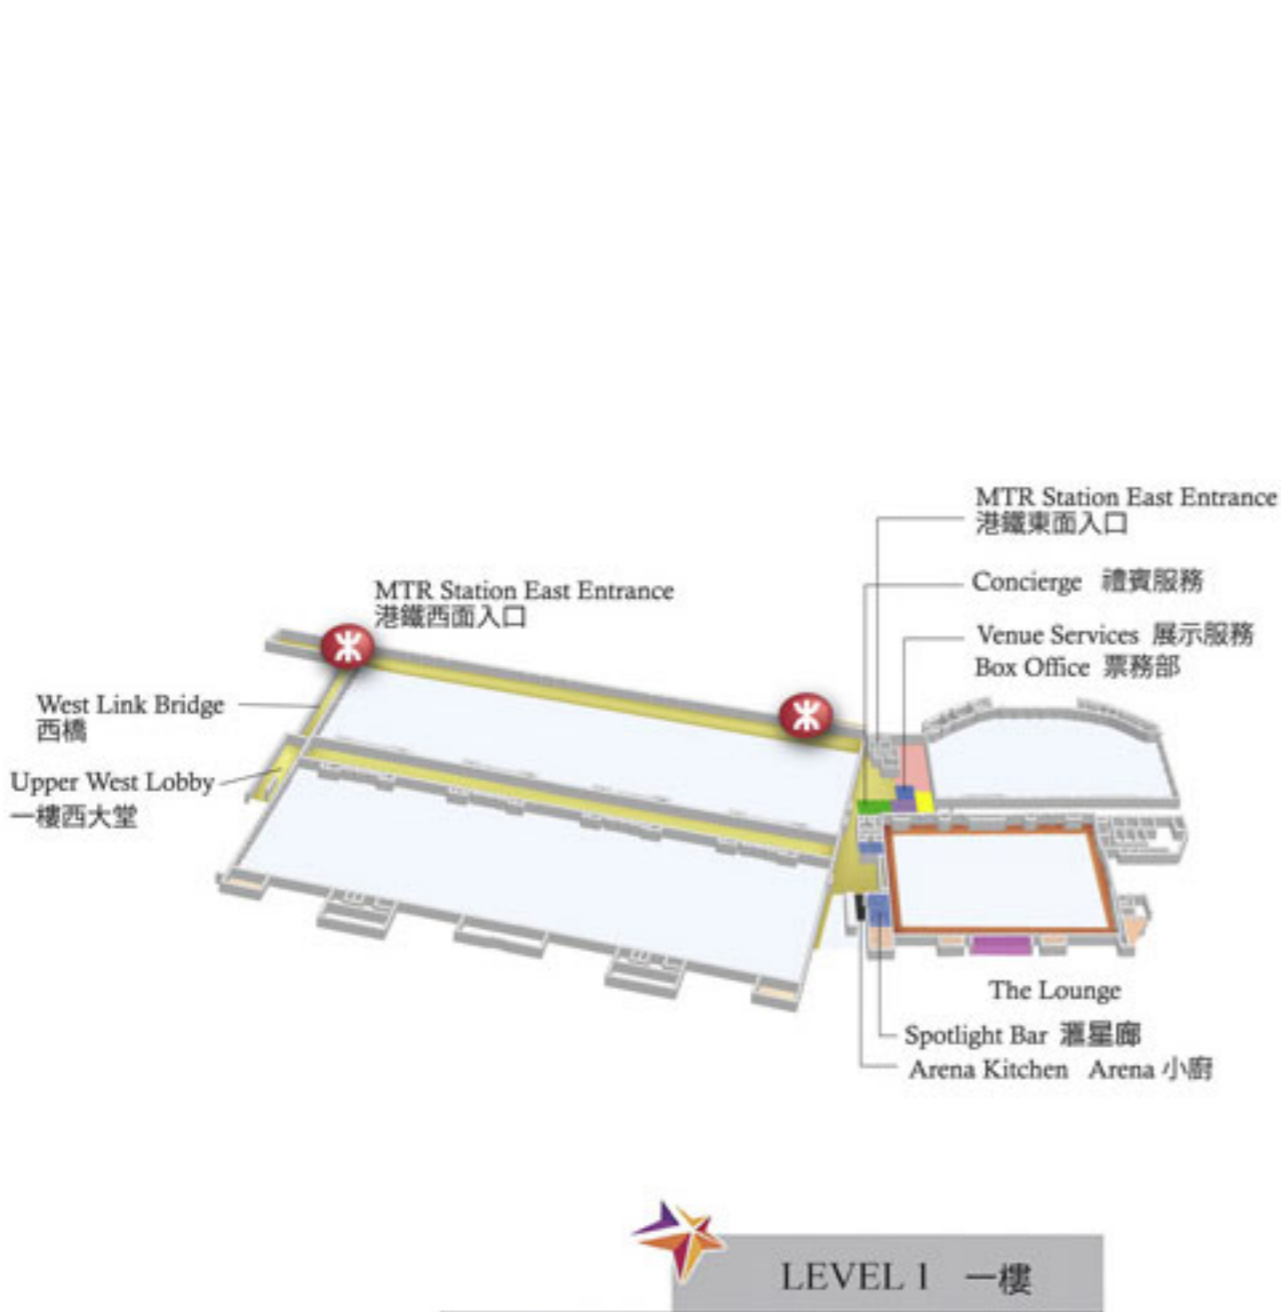 MTR Station East Entrance
港鐵東面入口
Concierge 禮賓服務
MTR Station East Entrance
港鐵西面入口
Venue Services 展示服務
Box Office 票務部
West Link Bridge
西橋
Upper West Lobby
一樓西大堂
The Lounge
Spotlight Bar 滙星廊
Arena Kitchen Arena 小廚
LEVEL 1 一樓